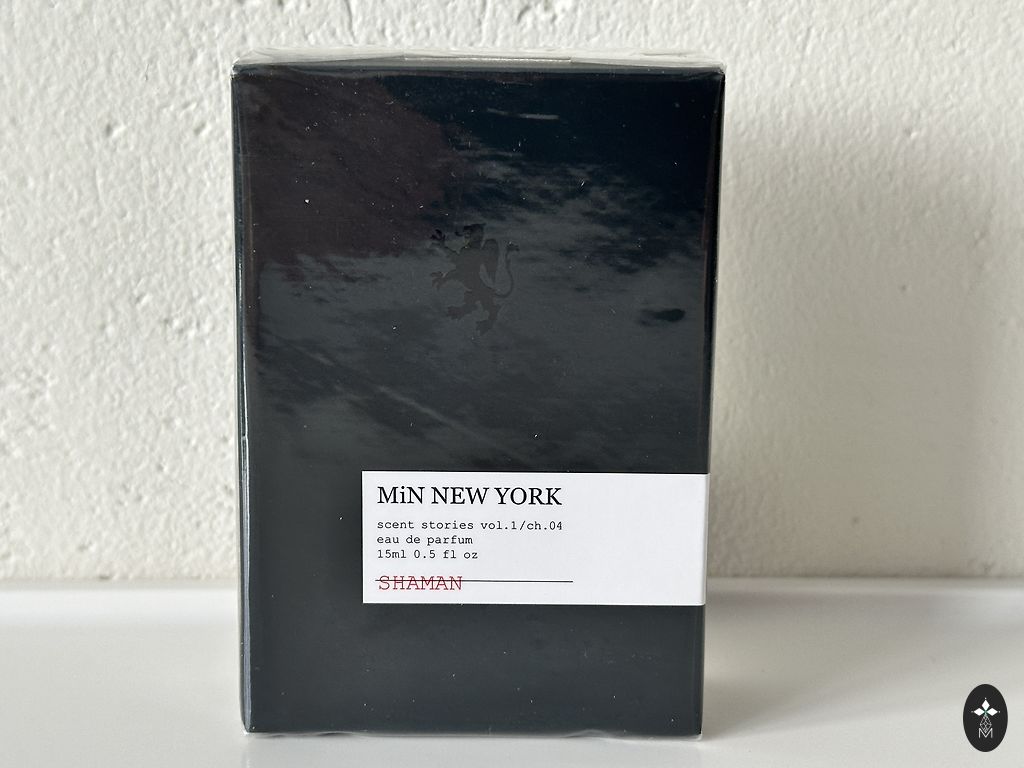 MiN NEW YORK
scent stories vol.1/ch.04
eau de parfum
15ml 0.5 fl oz
SHAMAN
M